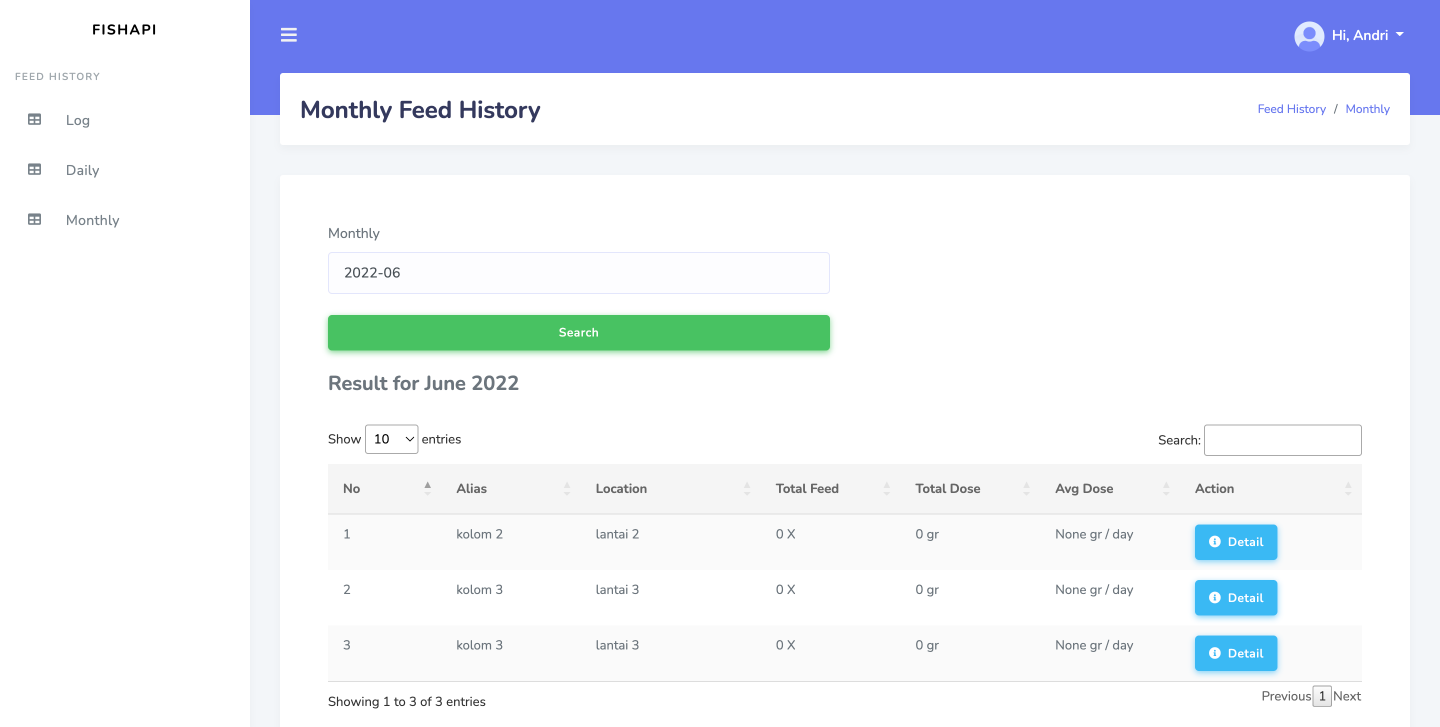 FISHAPI
Hi, Andri
FEED HISTORY
Log
Daily
Monthly
Monthly Feed History
Feed History / Monthly
Monthly
2022-06
Search
Result for June 2022
Show 10 entries
Search:
No Alias Location Total Feed Total Dose Avg Dose Action
1 kolom 2 lantai 2 0 X 0 gr None gr / day Detail
2 kolom 3 lantai 3 0 X 0 gr None gr / day Detail
3 kolom 3 lantai 3 0 X 0 gr None gr / day Detail
Showing 1 to 3 of 3 entries
Previous 1 Next